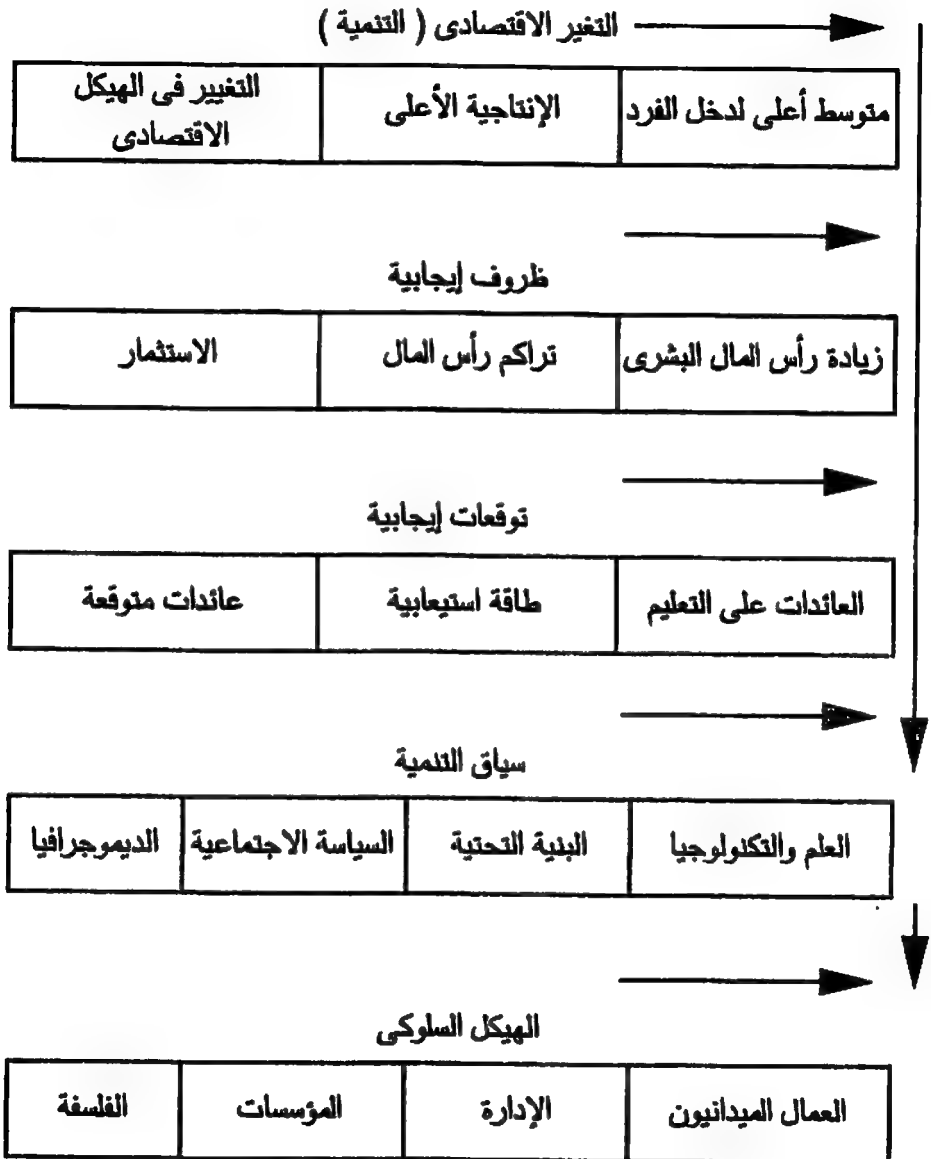 التغير الاقتصادى ( التنمية )
متوسط أعلى لدخل الفرد
الإنتاجية الأعلى
التغيير فى الهيكل
الاقتصادى
ظروف إيجابية
زيادة رأس المال البشرى
تراكم رأس المال
الاستثمار
توقعات إيجابية
العائدات على التعليم
طاقة استيعابية
عائدات متوقعة
سياق التنمية
العلم والتكنولوجيا
البنية التحتية
السياسة الاجتماعية
الديموجرافيا
الهيكل السلوكى
العمال الميدانيون
الإدارة
المؤسسات
الفلسفة